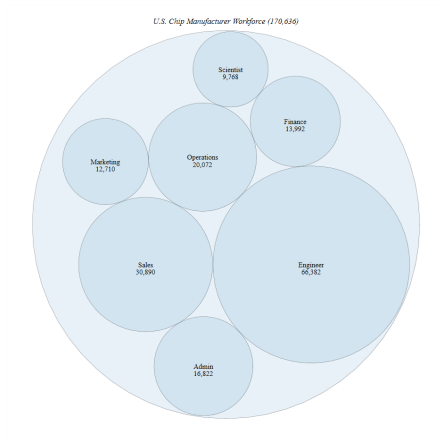 U.S. Chip Manufacturer Workforce (170,636)
Scientist
9,768
Finance
13,992
Marketing
12,710
Operations
20,072
Sales
30,890
Engineer
66,382
Admin
16,822